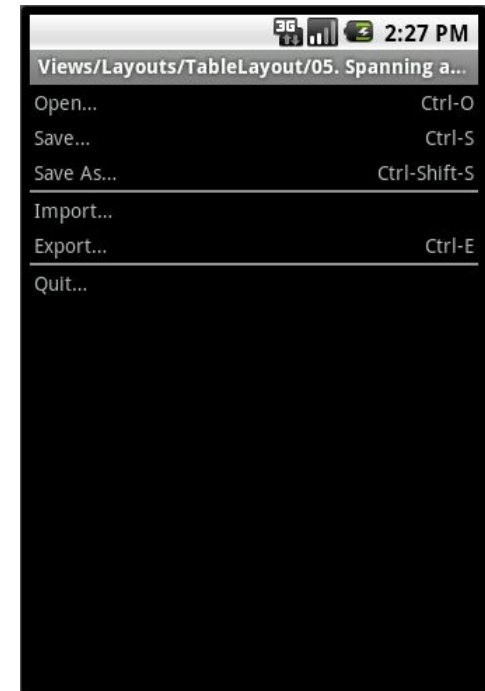 3G 2:27 PM
Views/Layouts/TableLayout/05. Spanning a...
Open... Ctrl-O
Save... Ctrl-S
Save As... Ctrl-Shift-S
Import...
Export... Ctrl-E
Quit...